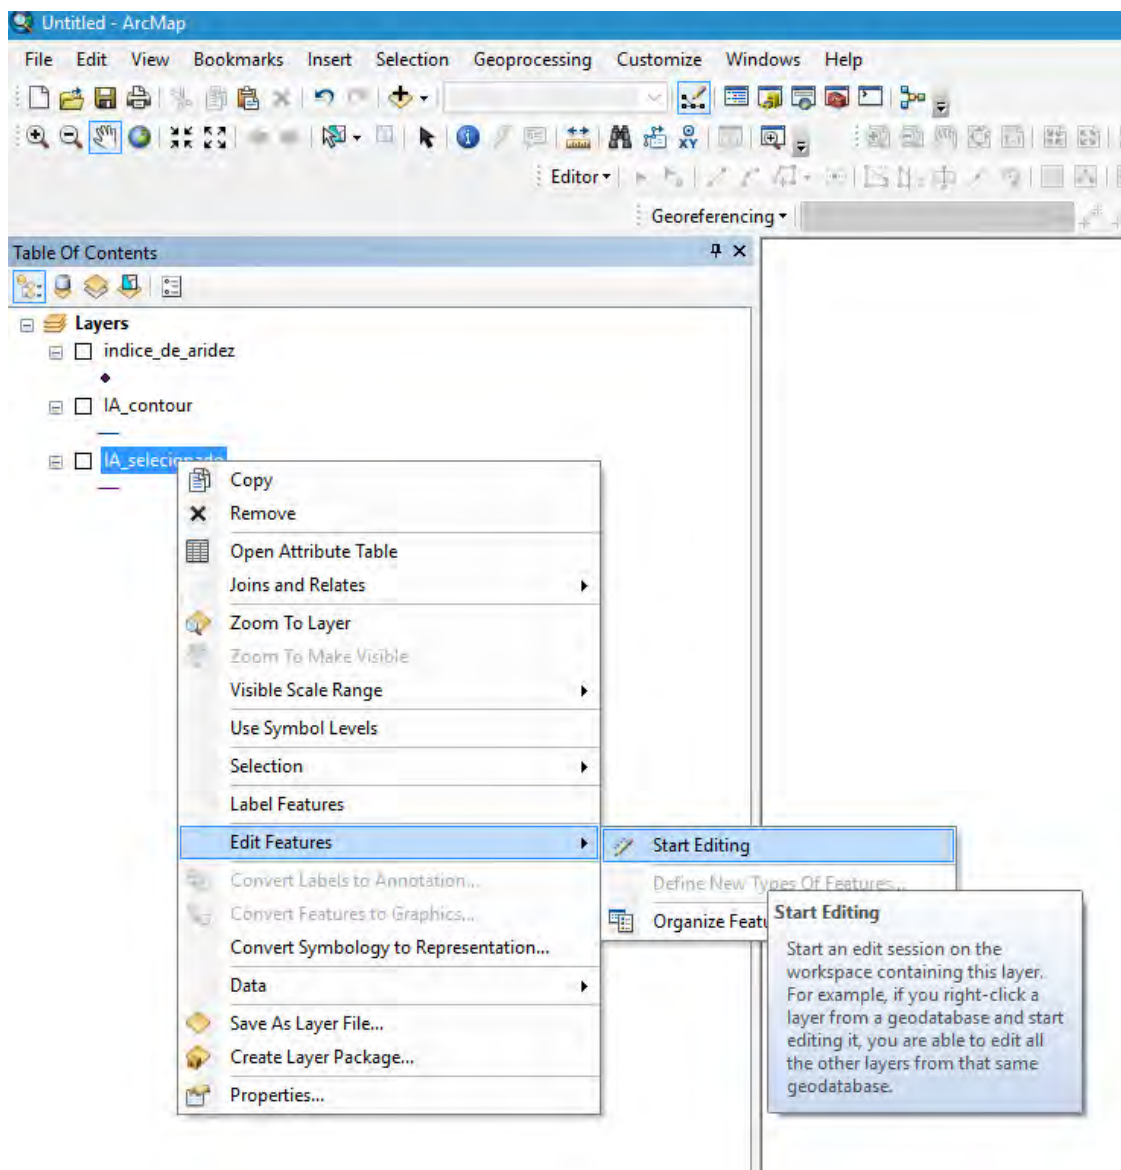 Untitled - ArcMap
File Edit View Bookmarks Insert Selection Geoprocessing Customize Windows Help
Editor
Georeferencing
Table Of Contents
Layers
indice_de_aridez
IA_contour
IA_selecionado
Copy
Remove
Open Attribute Table
Joins and Relates
Zoom To Layer
Zoom To Make Visible
Visible Scale Range
Use Symbol Levels
Selection
Label Features
Edit Features
Convert Labels to Annotation...
Convert Features to Graphics...
Convert Symbology to Representation...
Data
Save As Layer File...
Create Layer Package...
Properties...
Start Editing
Define New Types Of Features...
Organize Featu
Start Editing
Start an edit session on the
workspace containing this layer.
For example, if you right-click a
layer from a geodatabase and start
editing it, you are able to edit all
the other layers from that same
geodatabase.